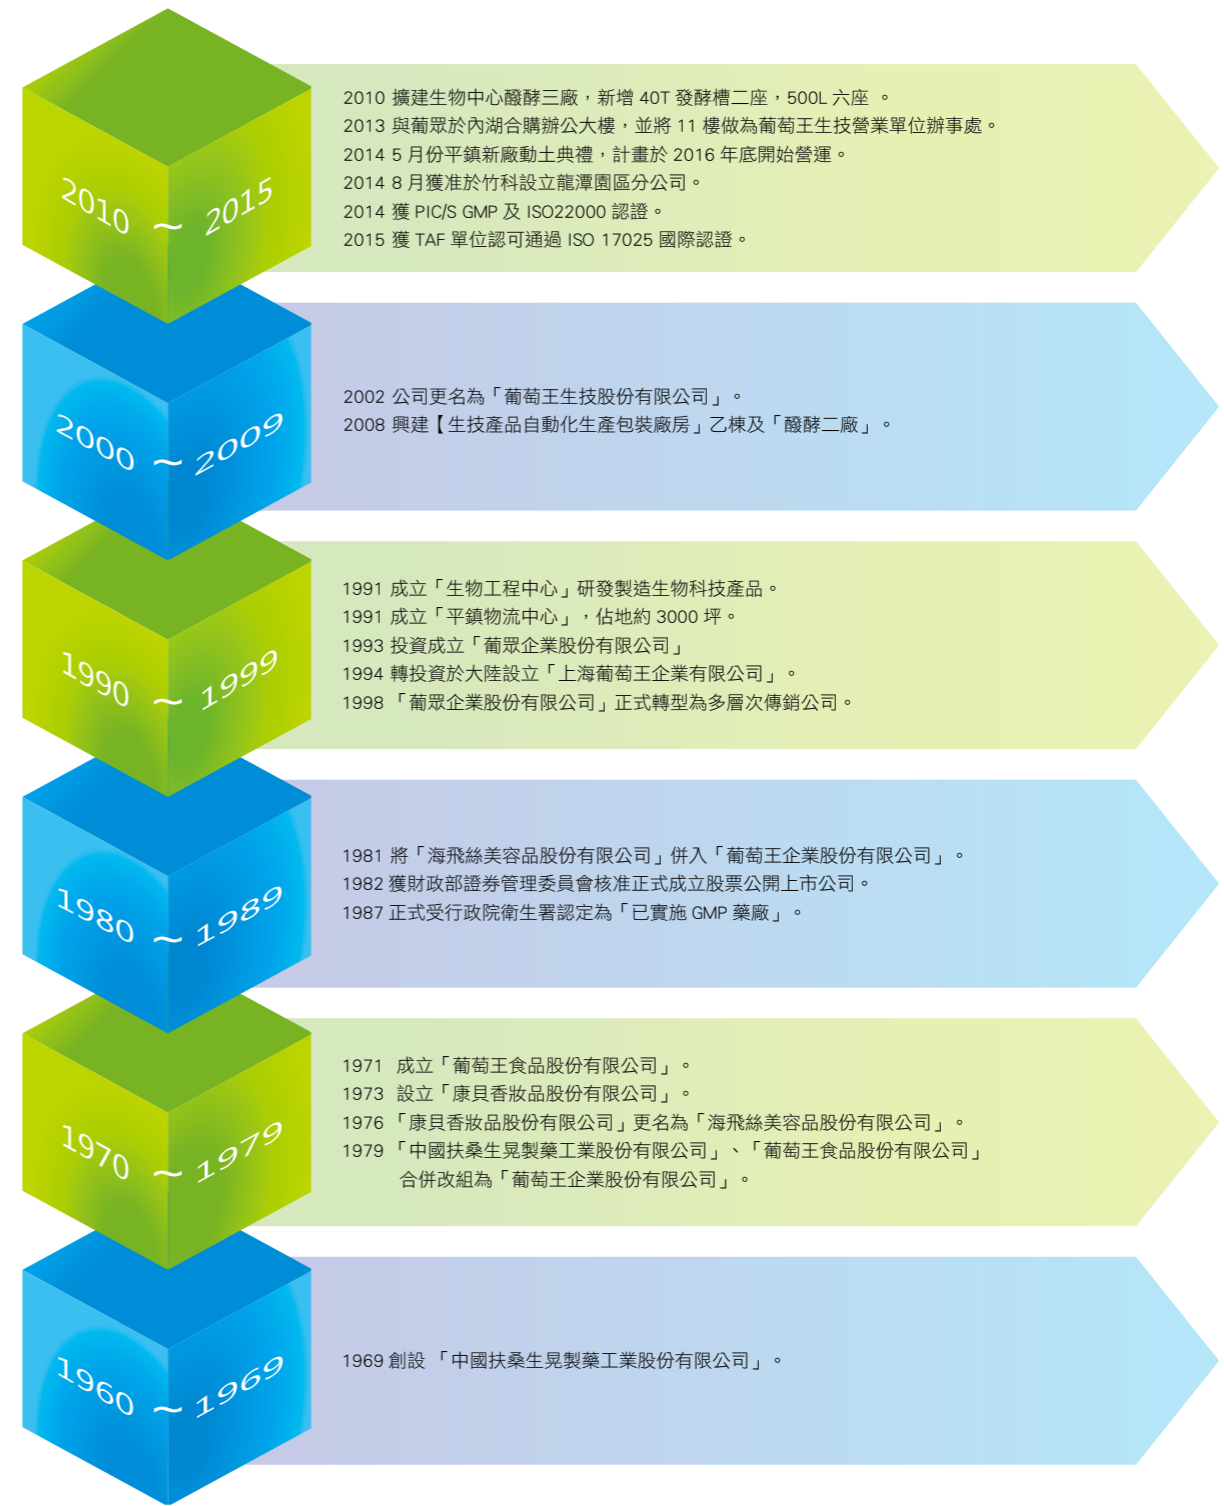 2010 ~ 2015
2010 擴建生物中心醱酵三廠，新增 40T 發酵槽二座，500L 六座 。
2013 與葡眾於內湖合購辦公大樓，並將 11 樓做為葡萄王生技營業單位辦事處。
2014 5 月份平鎮新廠動土典禮，計畫於 2016 年底開始營運。
2014 8 月獲准於竹科設立龍潭園區分公司。
2014 獲 PIC/S GMP 及 ISO22000 認證。
2015 獲 TAF 單位認可通過 ISO 17025 國際認證。
2000 ~ 2009
2002 公司更名為「葡萄王生技股份有限公司」。
2008 興建【生技產品自動化生產包裝廠房」乙棟及「醱酵二廠」。
1990 ~ 1999
1991 成立「生物工程中心」研發製造生物科技產品。
1991 成立「平鎮物流中心」，佔地約 3000 坪。
1993 投資成立「葡眾企業股份有限公司」
1994 轉投資於大陸設立「上海葡萄王企業有限公司」。
1998 「葡眾企業股份有限公司」正式轉型為多層次傳銷公司。
1980 ~ 1989
1981 將「海飛絲美容品股份有限公司」併入「葡萄王企業股份有限公司」。
1982 獲財政部證券管理委員會核准正式成立股票公開上市公司。
1987 正式受行政院衛生署認定為「已實施 GMP 藥廠」。
1970 ~ 1979
1971 成立「葡萄王食品股份有限公司」。
1973 設立「康貝香妝品股份有限公司」。
1976 「康貝香妝品股份有限公司」更名為「海飛絲美容品股份有限公司」。
1979 「中國扶桑生晃製藥工業股份有限公司」、「葡萄王食品股份有限公司」
合併改組為「葡萄王企業股份有限公司」。
1960 ~ 1969
1969 創設 「中國扶桑生晃製藥工業股份有限公司」。